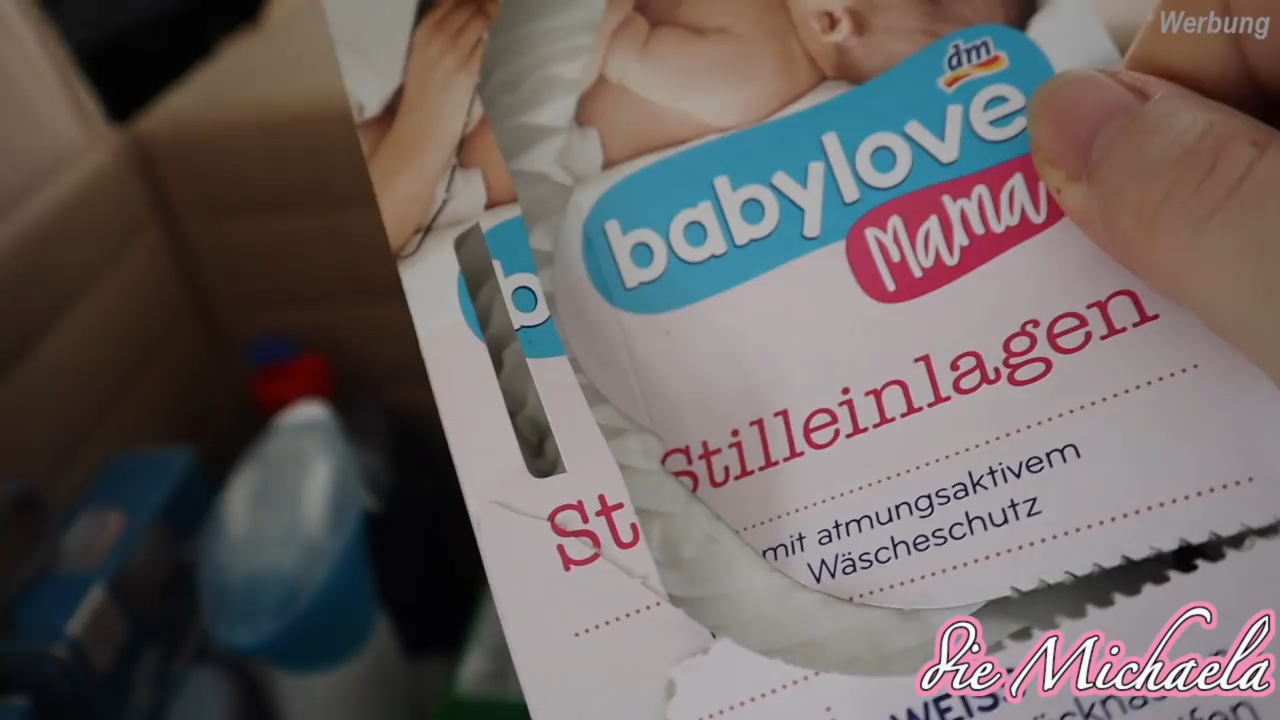 Werbung
dm
babylove
Mama
b
Stilleinlagen
St
mit atmungsaktivem
Wäscheschutz
Die Michaela